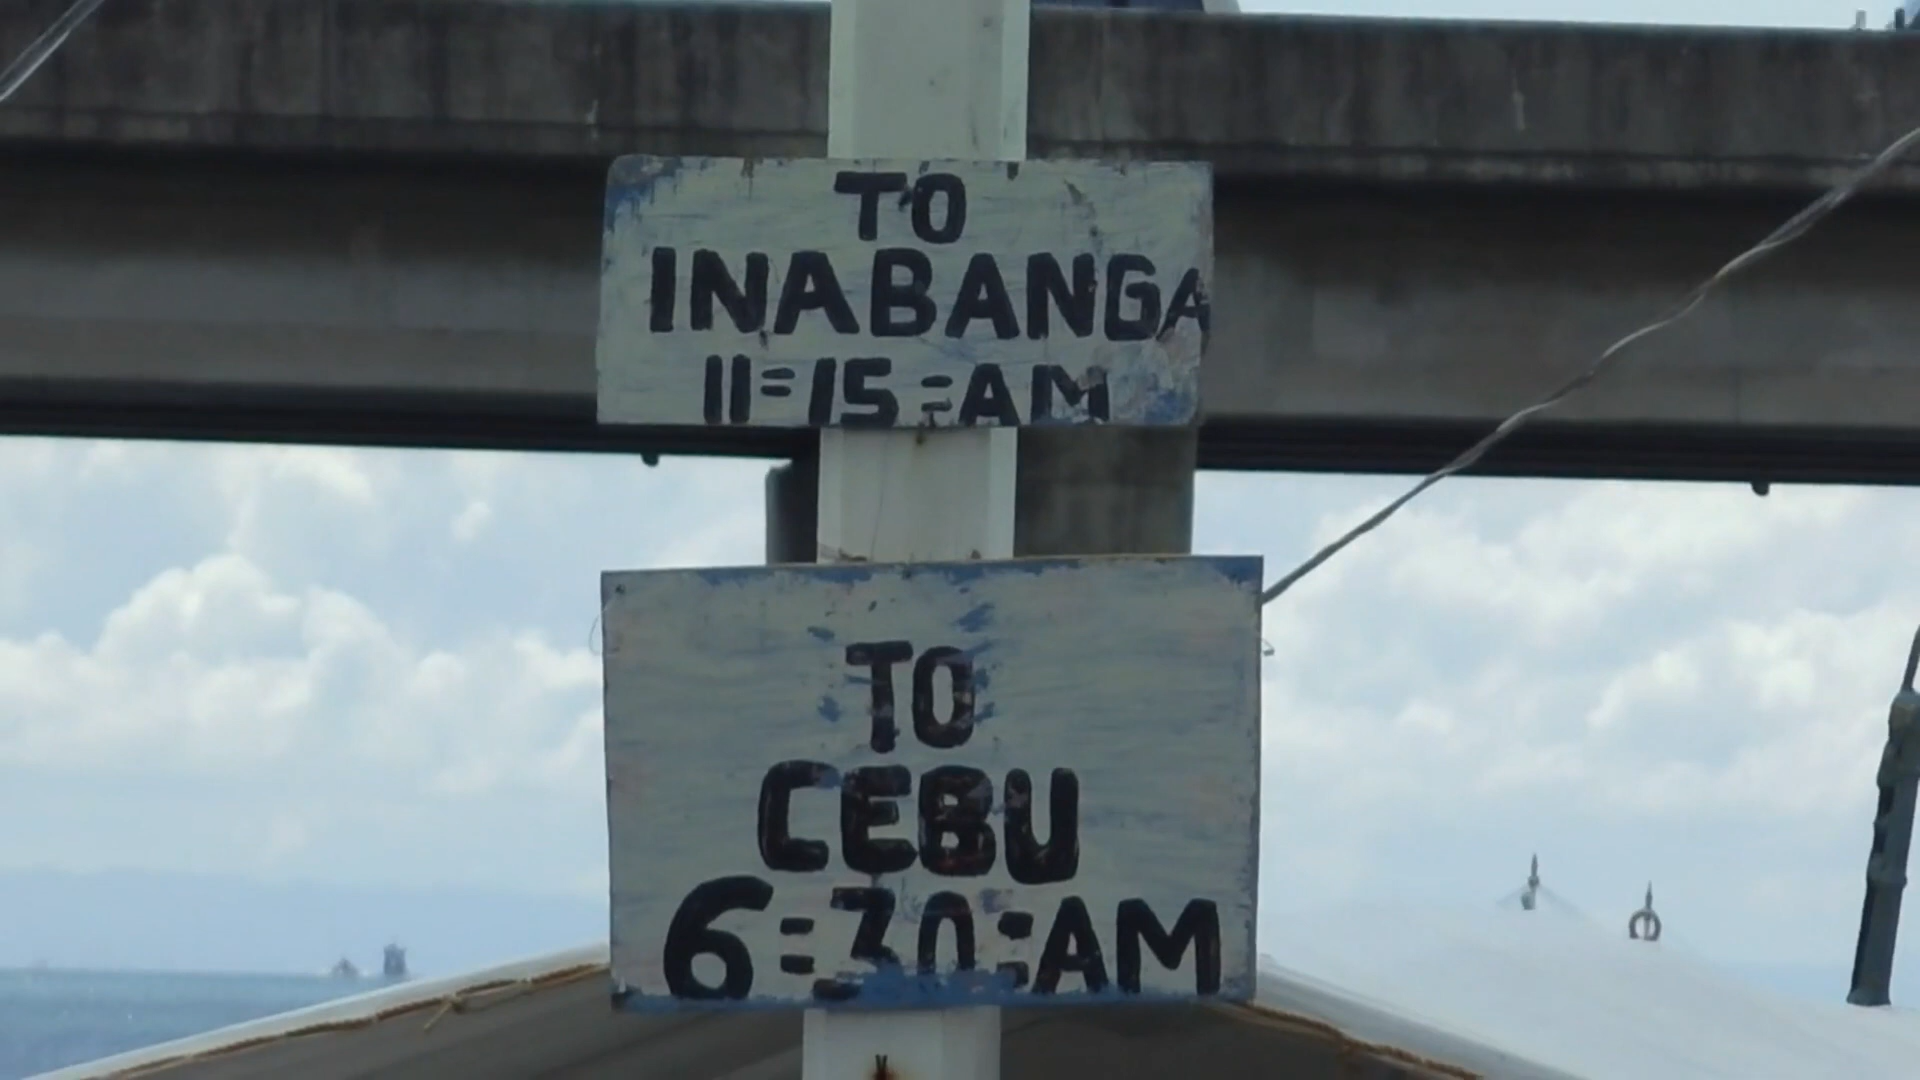 TO
INABANGA
11=15=AM
TO
CEBU
6=30=AM